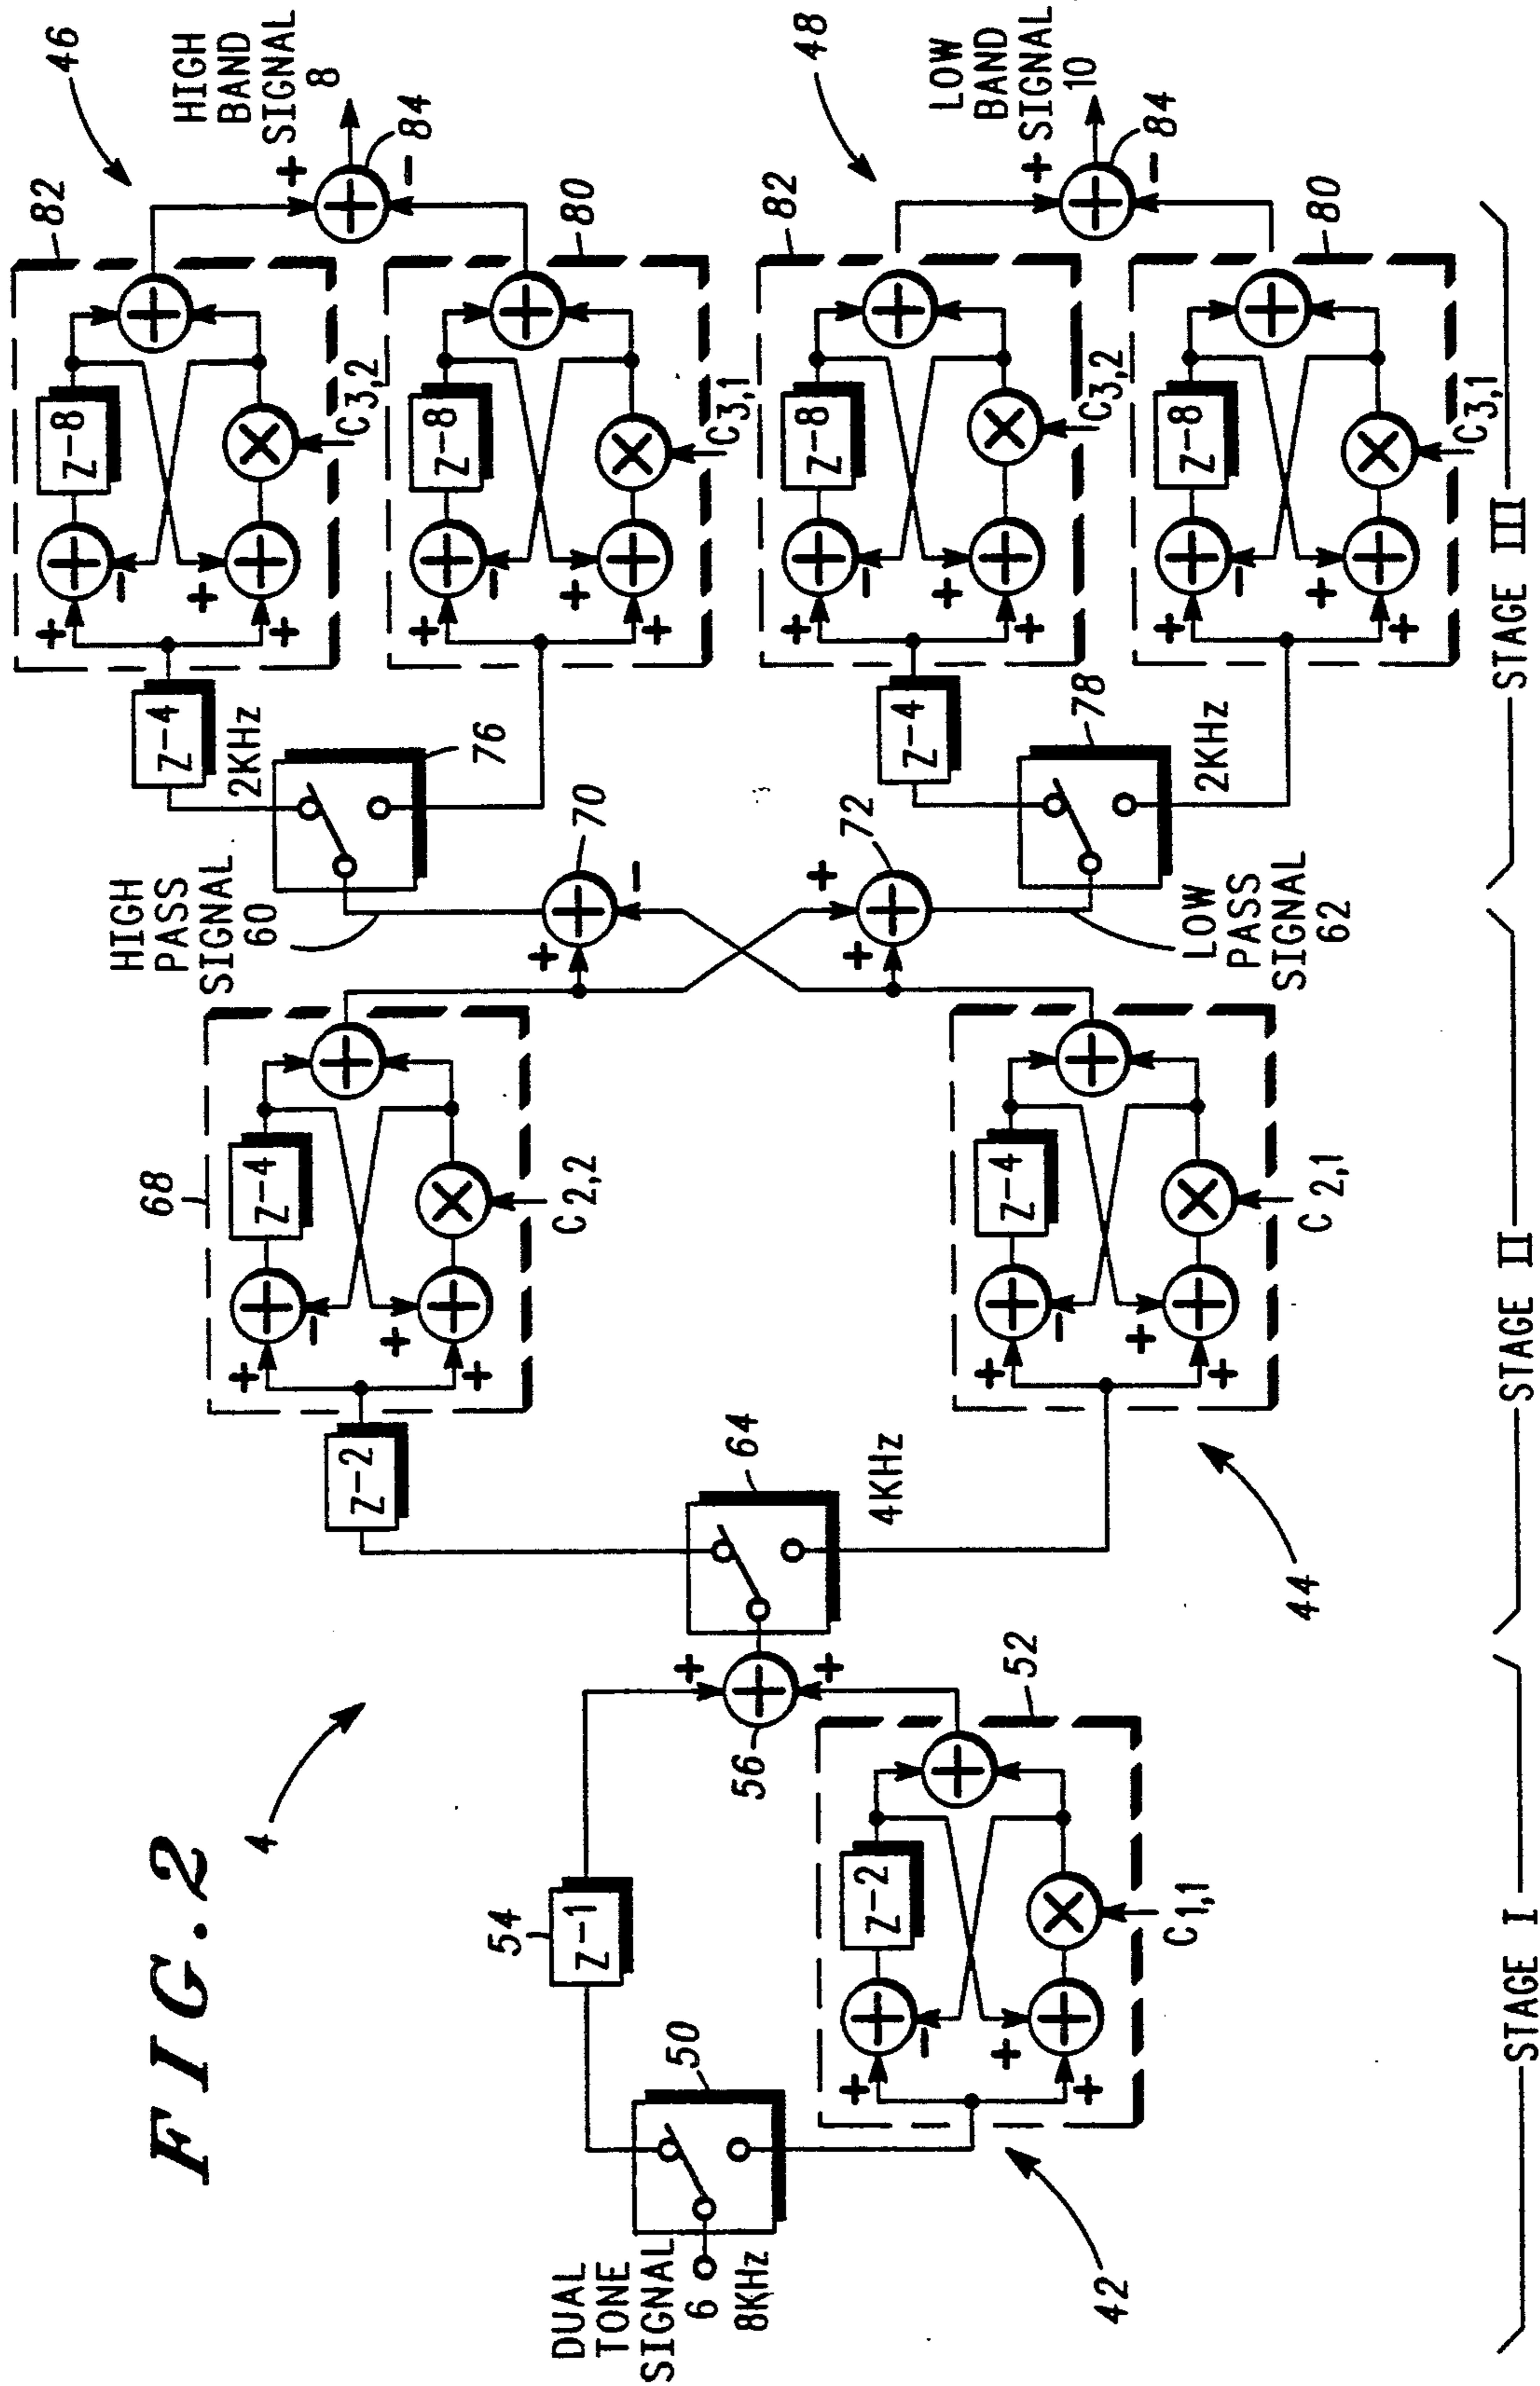 FIG. 2
4
DUAL
TONE
SIGNAL
6
8KHz
50
54
Z-1
+
+
-
+
Z-2
C1,1
52
42
56
+
+
64
4KHz
Z-2
68
+
+
-
+
Z-4
C 2,2
+
+
-
+
Z-4
C 2,1
44
HIGH
PASS
SIGNAL
60
70
+
-
72
+
+
LOW
PASS
SIGNAL
62
76
2KHz
Z-4
82
+
+
-
+
Z-8
C3,2
80
+
+
-
+
Z-8
C3,1
46
HIGH
BAND
SIGNAL
8
+
-
84
78
2KHz
Z-4
82
+
+
-
+
Z-8
C3,2
80
+
+
-
+
Z-8
C3,1
48
LOW
BAND
SIGNAL
10
+
-
84
STAGE I
STAGE II
STAGE III